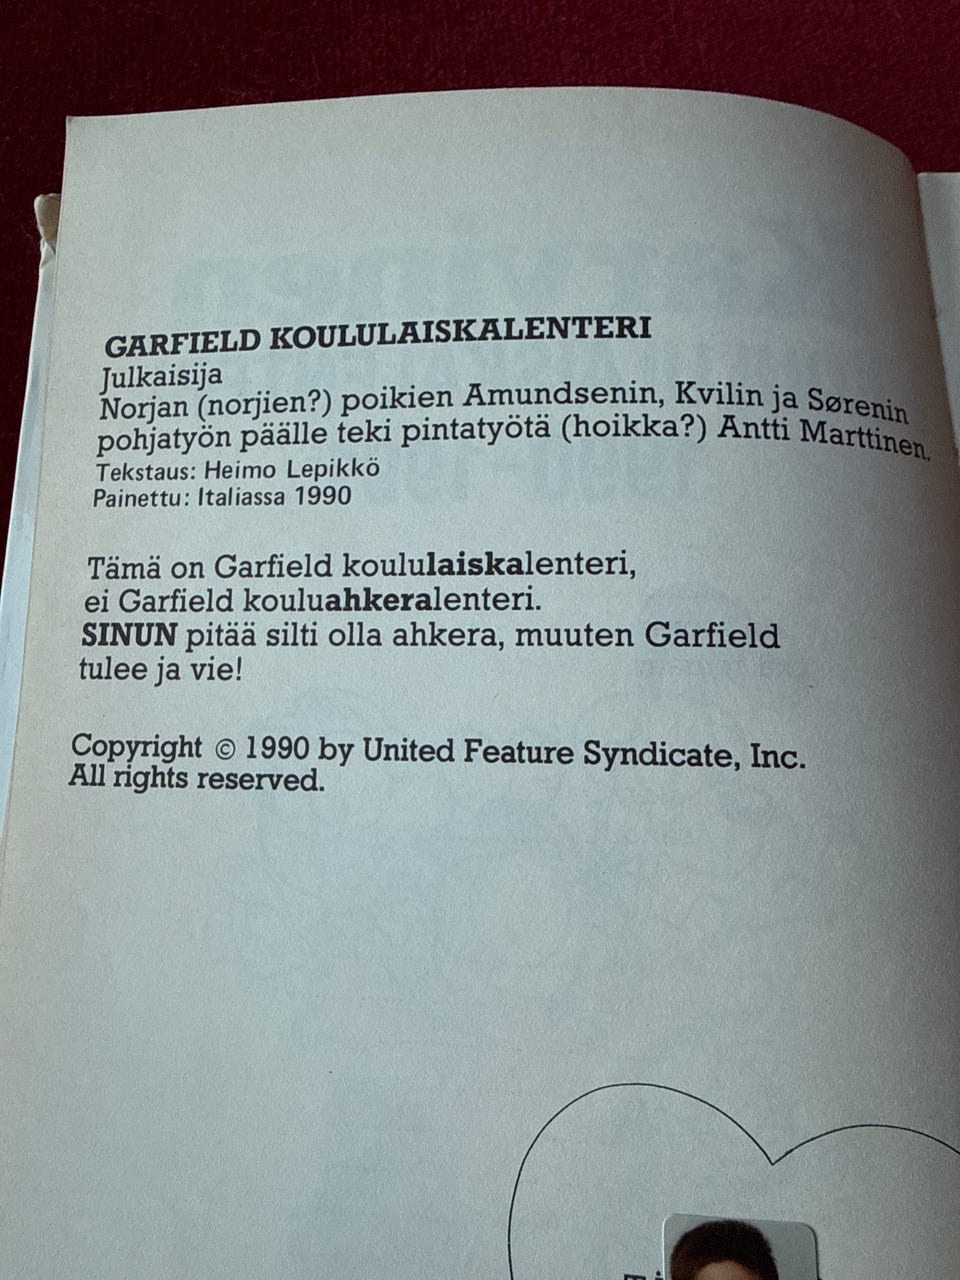 GARFIELD KOULULAISKALENTERI
Julkaisija
Norjan (norjien?) poikien Amundsenin, Kvilin ja Sørenin
pohjatyön päälle teki pintatyötä (hoikka?) Antti Marttinen.
Tekstaus: Heimo Lepikkö
Painettu: Italiassa 1990
Tämä on Garfield koululaiskalenteri,
ei Garfield kouluahkeralenteri.
SINUN pitää silti olla ahkera, muuten Garfield
tulee ja vie!
Copyright © 1990 by United Feature Syndicate, Inc.
All rights reserved.